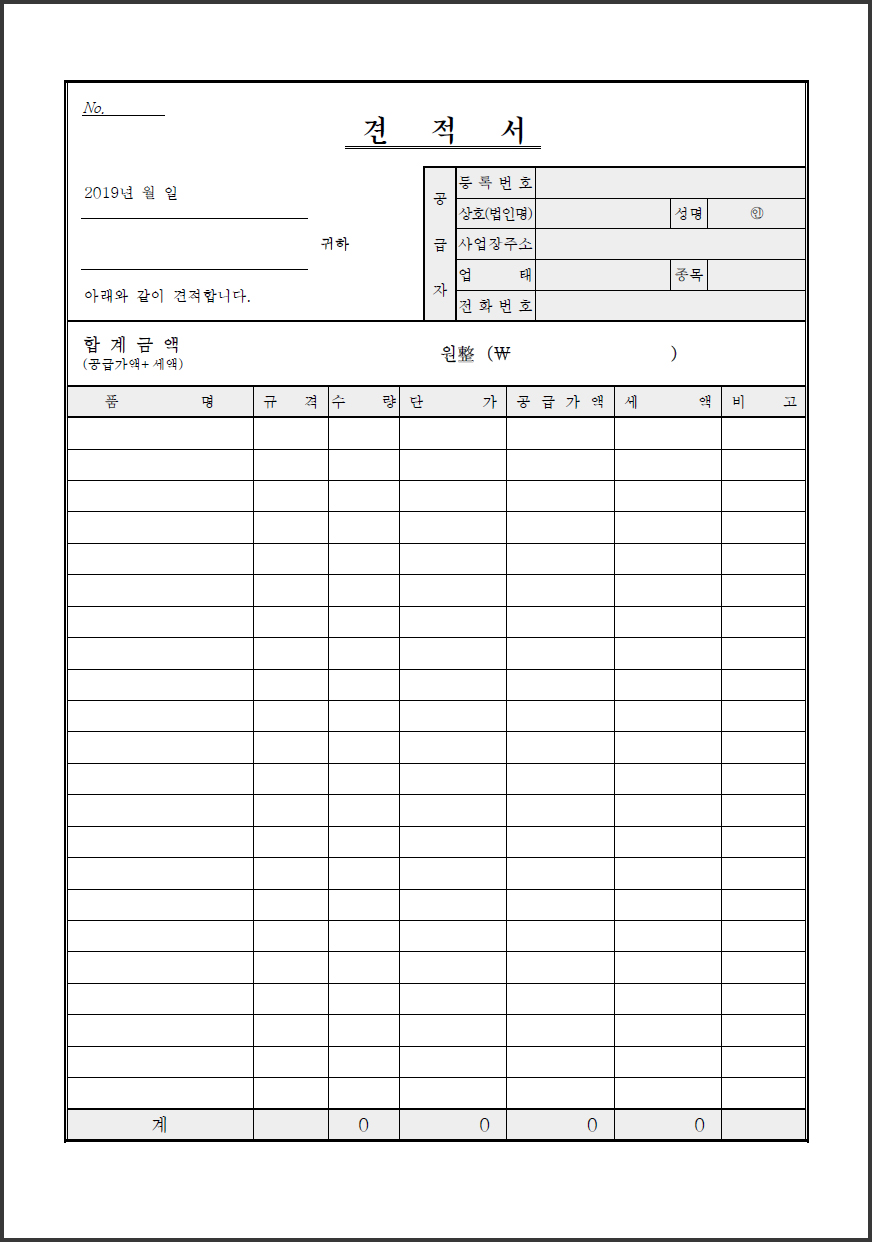 No.
견 적 서
2019년 월 일
귀하
아래와 같이 견적합니다.
공 급 자
등 록 번 호
상호(법인명) 성명 ㊞
사업장주소
업 태 종목
전 화 번 호
합 계 금 액
(공급가액+세액)
원整 (₩ )
품 명 규 격 수 량 단 가 공 급 가 액 세 액 비 고
계 0 0 0 0